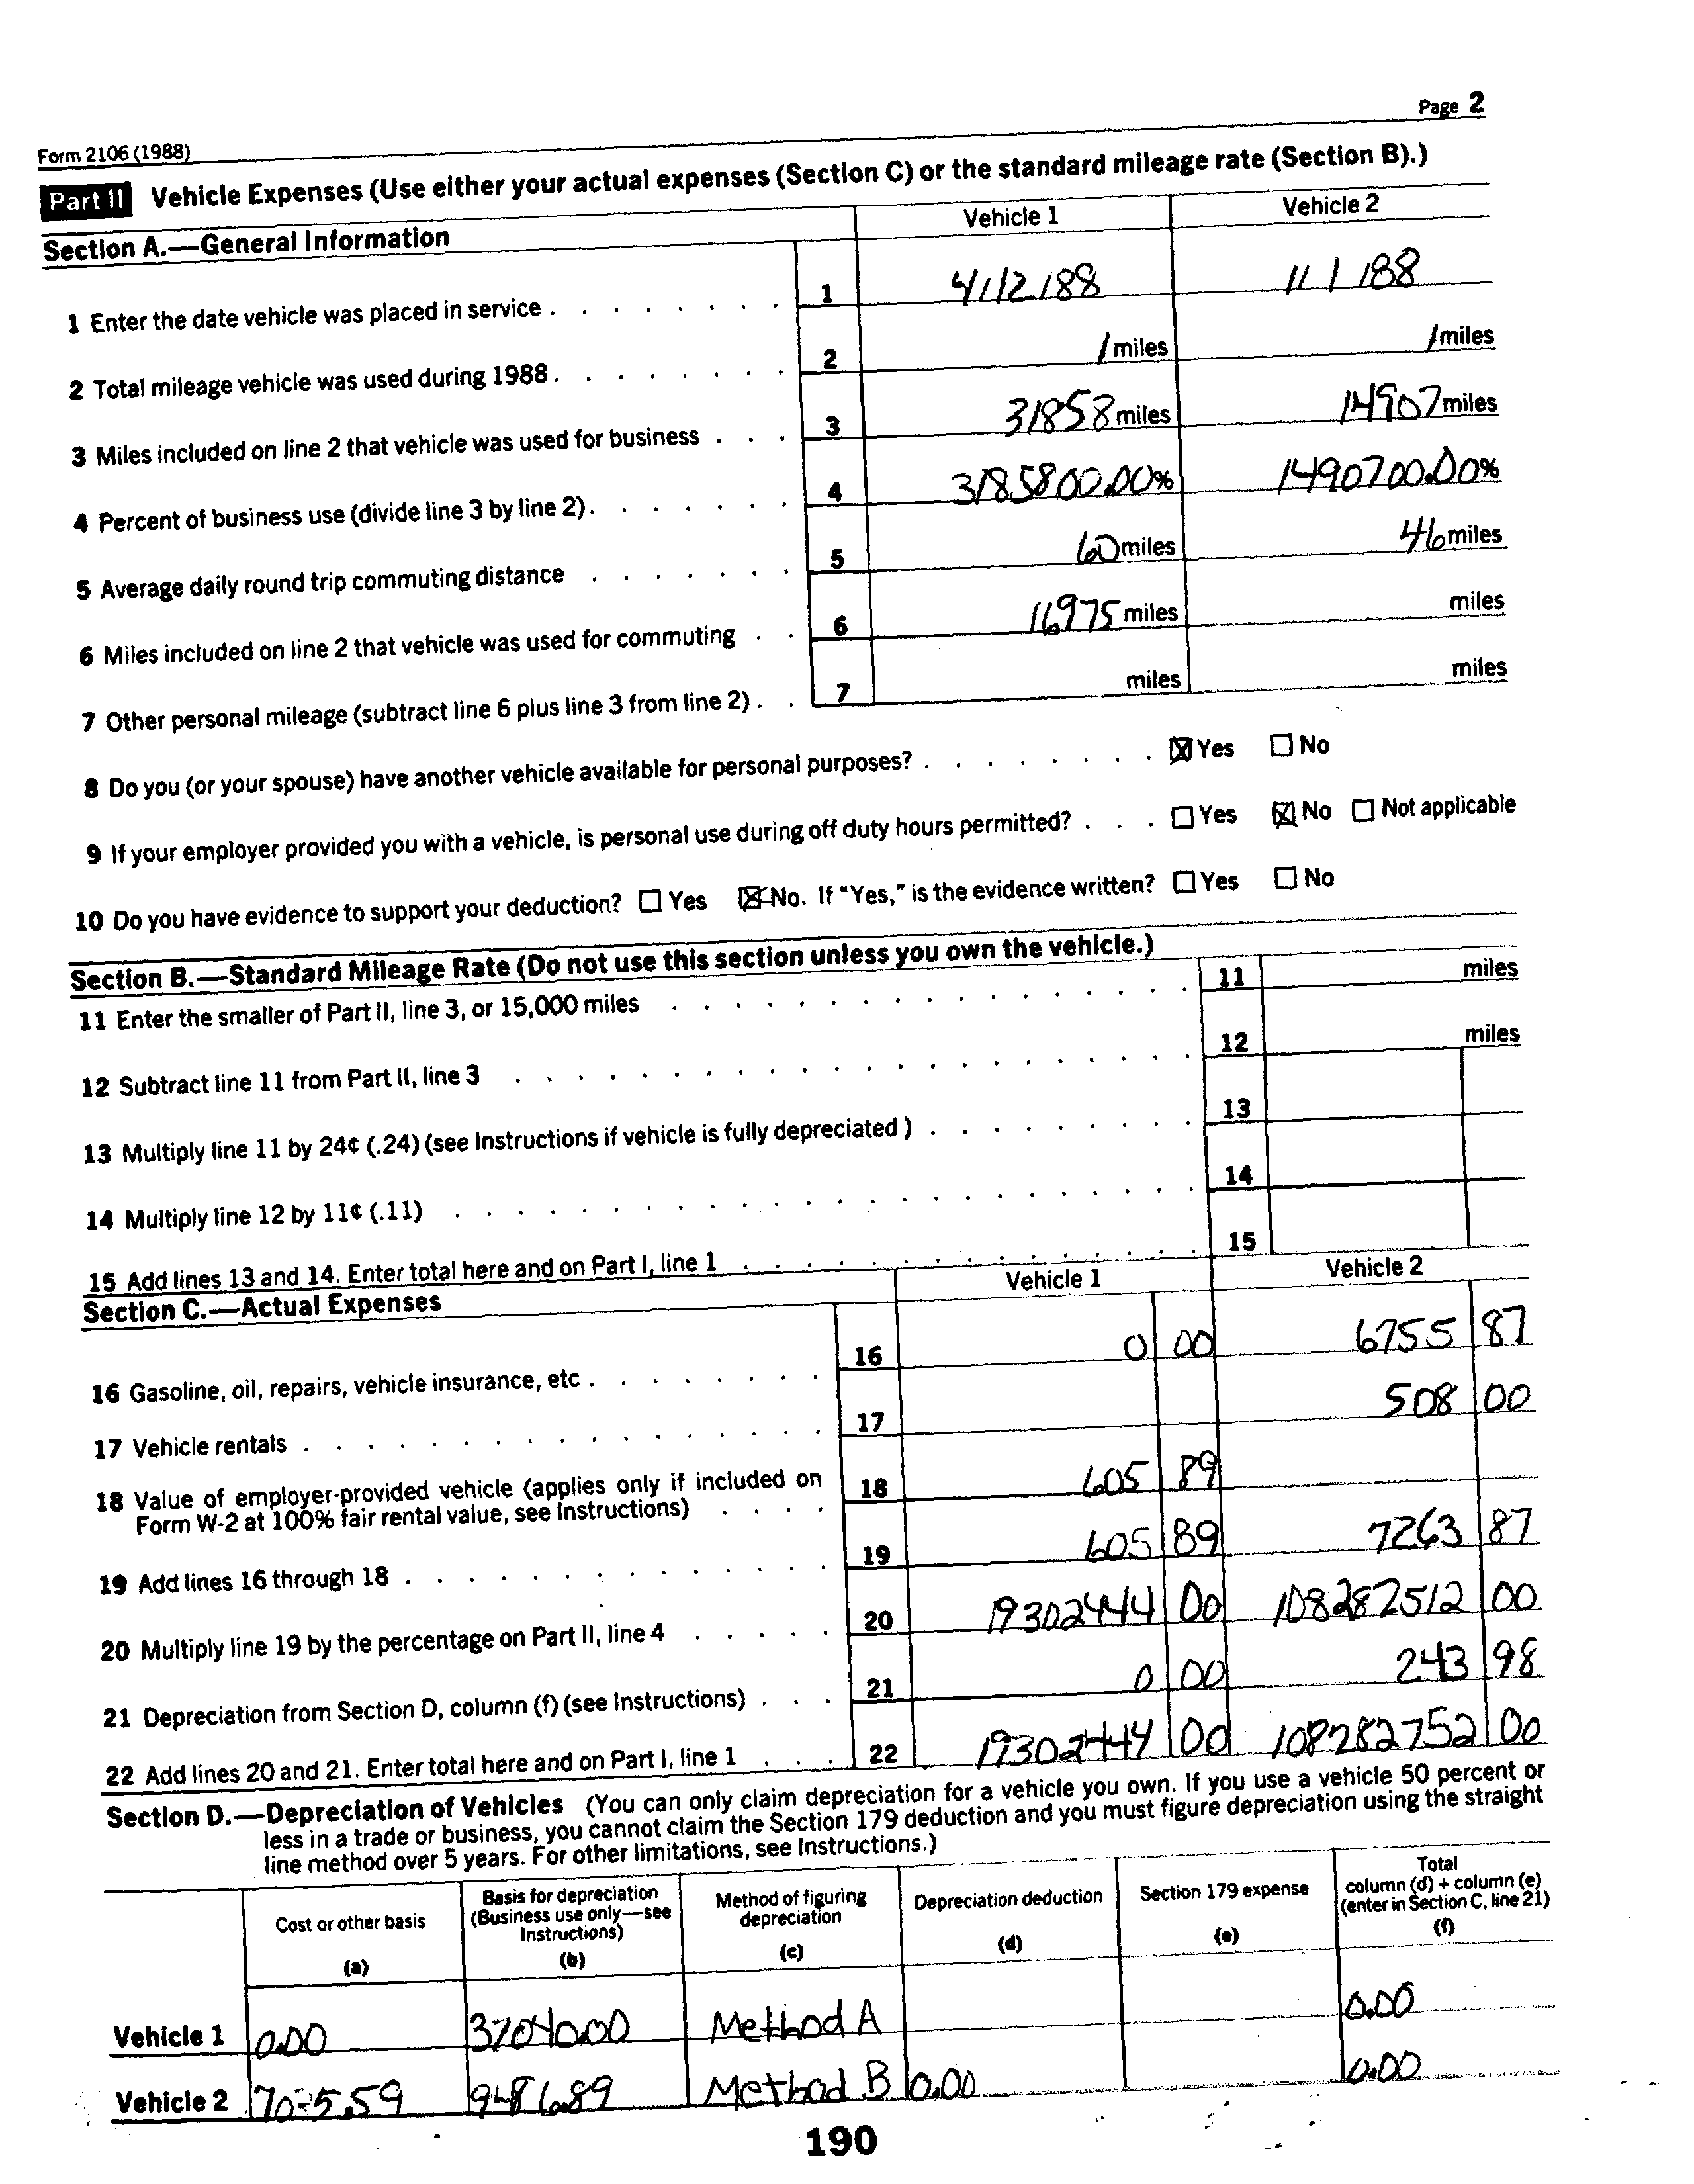 Page 2
Form 2106 (1988)
Part II Vehicle Expenses (Use either your actual expenses (Section C) or the standard mileage rate (Section B).)
Section A.—General Information Vehicle 1 Vehicle 2
1 Enter the date vehicle was placed in service . . . . . . . . 1 4/12/88 1/1/88
2 Total mileage vehicle was used during 1988 . . . . . . . . 2 1 miles 1 miles
3 Miles included on line 2 that vehicle was used for business . . . 3 31858 miles 14907 miles
4 Percent of business use (divide line 3 by line 2) . . . . . . . 4 3185800.00% 1490700.00%
5 Average daily round trip commuting distance . . . . . . . 5 60 miles 46 miles
6 Miles included on line 2 that vehicle was used for commuting . . 6 16975 miles miles
7 Other personal mileage (subtract line 6 plus line 3 from line 2) . . 7 miles miles
8 Do you (or your spouse) have another vehicle available for personal purposes? . . . . . . . . ☒ Yes ☐ No
9 If your employer provided you with a vehicle, is personal use during off duty hours permitted? . . . ☐ Yes ☒ No ☐ Not applicable
10 Do you have evidence to support your deduction? ☐ Yes ☒ No. If "Yes," is the evidence written? ☐ Yes ☐ No
Section B.—Standard Mileage Rate (Do not use this section unless you own the vehicle.)
11 Enter the smaller of Part II, line 3, or 15,000 miles . . . . . . . . . . . . . . . . 11 miles
12 Subtract line 11 from Part II, line 3 . . . . . . . . . . . . . . . . . . . . . 12 miles
13 Multiply line 11 by 24¢ (.24) (see Instructions if vehicle is fully depreciated ) . . . . . . . . . 13
14 Multiply line 12 by 11¢ (.11) . . . . . . . . . . . . . . . . . . . . . . . 14
15 Add lines 13 and 14. Enter total here and on Part I, line 1 . . . . . . . . . . . . . . 15
Section C.—Actual Expenses Vehicle 1 Vehicle 2
16 Gasoline, oil, repairs, vehicle insurance, etc . . . . . . . . 16 0 00 6755 87
17 Vehicle rentals . . . . . . . . . . . . . . . . . 17 508 00
18 Value of employer-provided vehicle (applies only if included on
Form W-2 at 100% fair rental value, see Instructions) . . . . 18 605 89
19 Add lines 16 through 18 . . . . . . . . . . . . . 19 605 89 7263 87
20 Multiply line 19 by the percentage on Part II, line 4 . . . . . 20 19302444 00 108282512 00
21 Depreciation from Section D, column (f) (see Instructions) . . . 21 0 00 243 98
22 Add lines 20 and 21. Enter total here and on Part I, line 1 . . . 22 19302444 00 108282752 00
Section D.—Depreciation of Vehicles (You can only claim depreciation for a vehicle you own. If you use a vehicle 50 percent or
less in a trade or business, you cannot claim the Section 179 deduction and you must figure depreciation using the straight
line method over 5 years. For other limitations, see Instructions.)
Cost or other basis (a)
Basis for depreciation (Business use only—see Instructions) (b)
Method of figuring depreciation (c)
Depreciation deduction (d)
Section 179 expense (e)
Total column (d) + column (e) (enter in Section C, line 21) (f)
Vehicle 1 0.00 Method A 0.00
Vehicle 2 Method B 0.00 0.00
190